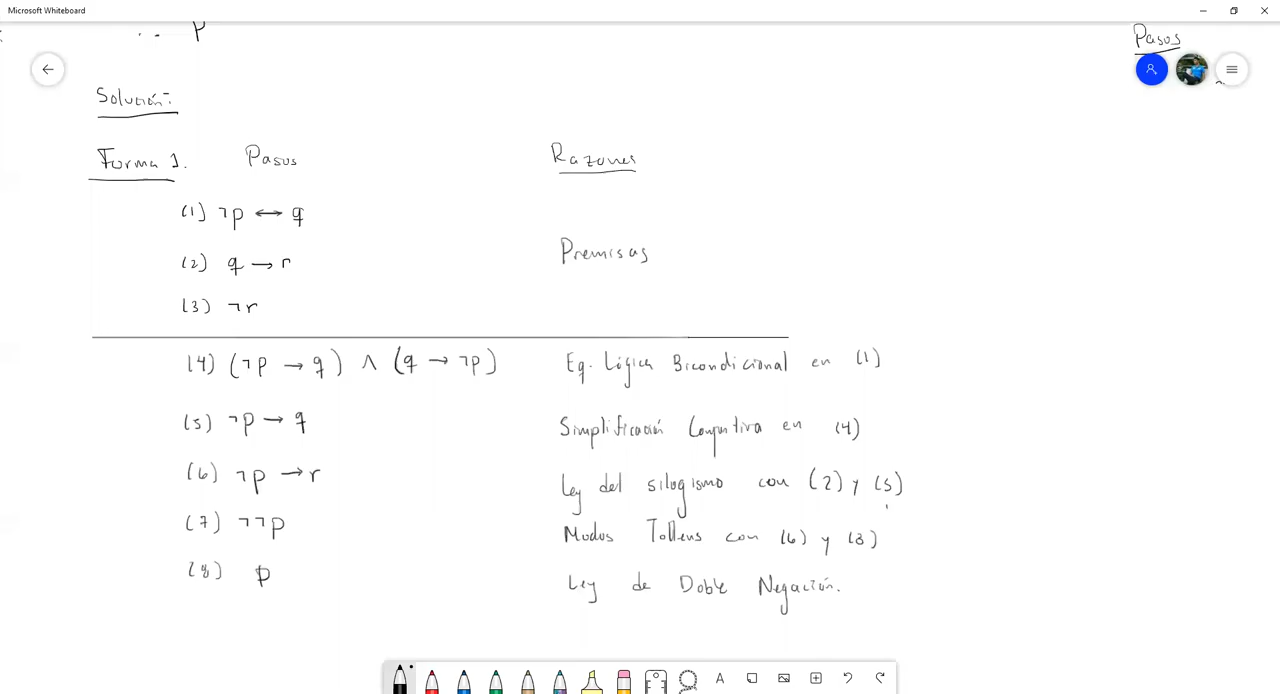 Microsoft Whiteboard
∴ p
Pasos
Solución:
Forma 1. Pasos Razones
(1) ¬p ↔ q
(2) q → r Premisas
(3) ¬r
(4) (¬p → q) ∧ (q → ¬p) Eq. Lógica Bicondicional en (1)
(5) ¬p → q Simplificación Conjuntiva en (4)
(6) ¬p → r Ley del silogismo con (2) y (5)
(7) ¬¬p Modus Tollens con (6) y (3)
(8) p Ley de Doble Negación.
A